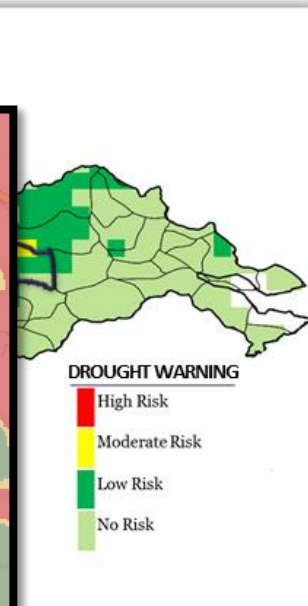 DROUGHT WARNING
High Risk
Moderate Risk
Low Risk
No Risk